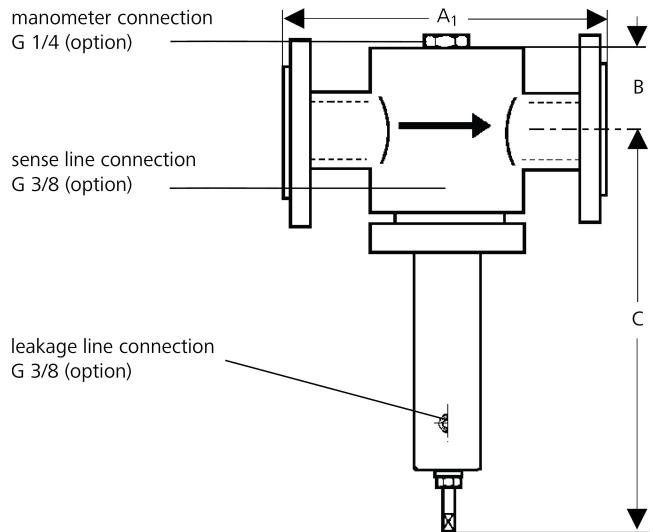 manometer connection
G 1/4 (option)
A1
B
sense line connection
G 3/8 (option)
C
leakage line connection
G 3/8 (option)